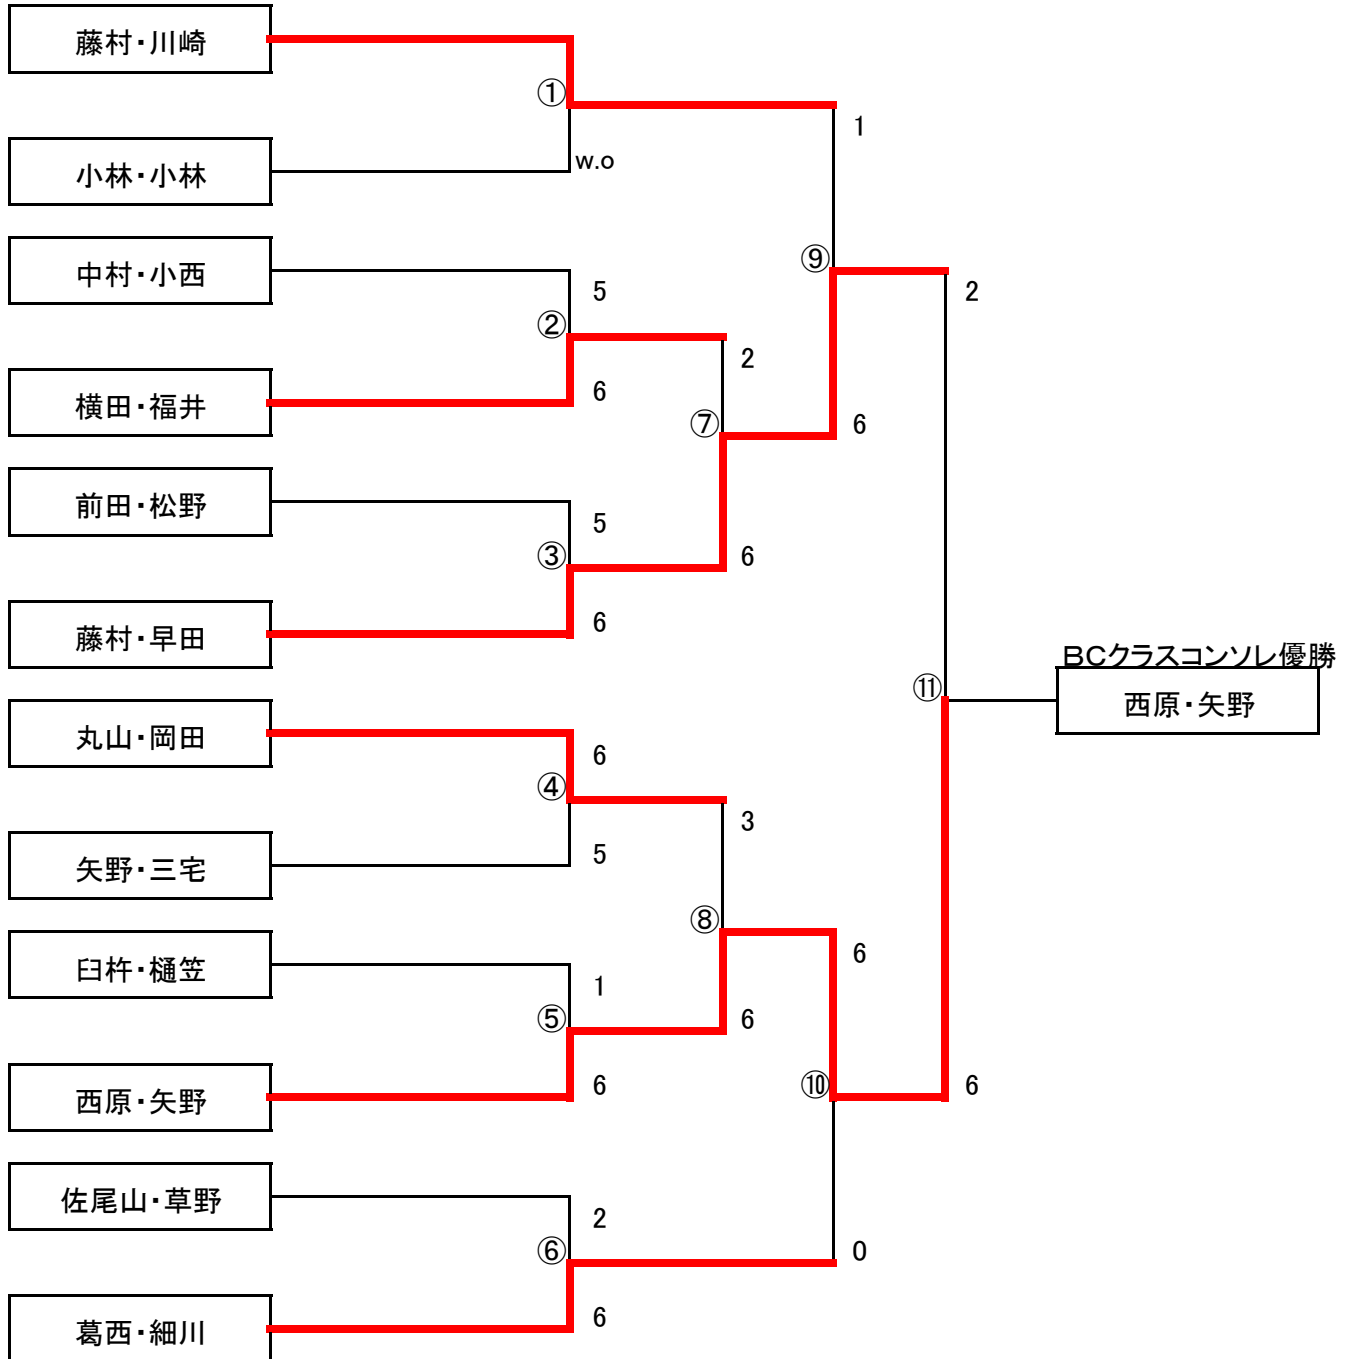 藤村・川崎
①
1
小林・小林
w.o
中村・小西
⑨
5
2
②
2
横田・福井
6
⑦
6
前田・松野
5
③
6
藤村・早田
6
BCクラスコンソレ優勝
⑪
西原・矢野
丸山・岡田
6
④
3
矢野・三宅
5
⑧
臼杵・樋笠
6
1
⑤
6
西原・矢野
6
⑩
6
佐尾山・草野
2
⑥
0
葛西・細川
6